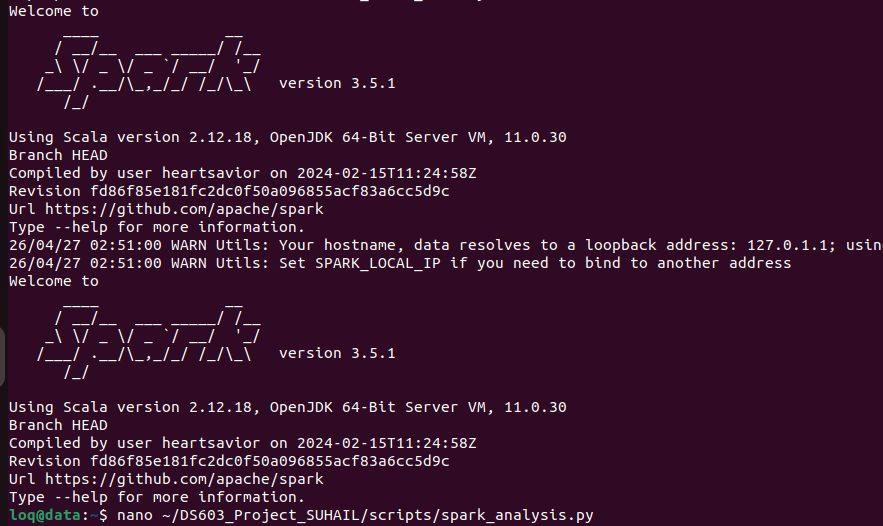 Welcome to
      ____              __
     / __/__  ___ _____/ /__
    _\ \/ _ \/ _ `/ __/  '_/
   /___/ .__/\_,_/_/ /_/\_\   version 3.5.1
      /_/
Using Scala version 2.12.18, OpenJDK 64-Bit Server VM, 11.0.30
Branch HEAD
Compiled by user heartsavior on 2024-02-15T11:24:58Z
Revision fd86f85e181fc2dc0f50a096855acf83a6cc5d9c
Url https://github.com/apache/spark
Type --help for more information.
26/04/27 02:51:00 WARN Utils: Your hostname, data resolves to a loopback address: 127.0.1.1; using
26/04/27 02:51:00 WARN Utils: Set SPARK_LOCAL_IP if you need to bind to another address
Welcome to
      ____              __
     / __/__  ___ _____/ /__
    _\ \/ _ \/ _ `/ __/  '_/
   /___/ .__/\_,_/_/ /_/\_\   version 3.5.1
      /_/
Using Scala version 2.12.18, OpenJDK 64-Bit Server VM, 11.0.30
Branch HEAD
Compiled by user heartsavior on 2024-02-15T11:24:58Z
Revision fd86f85e181fc2dc0f50a096855acf83a6cc5d9c
Url https://github.com/apache/spark
Type --help for more information.
loq@data:~$ nano ~/DS603_Project_SUHAIL/scripts/spark_analysis.py